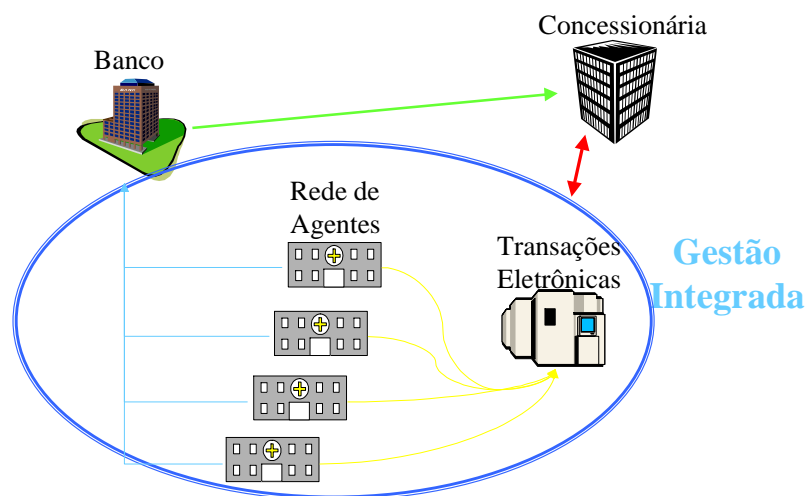 Concessionária
Banco
Rede de
Agentes
Transações
Eletrônicas
Gestão
Integrada